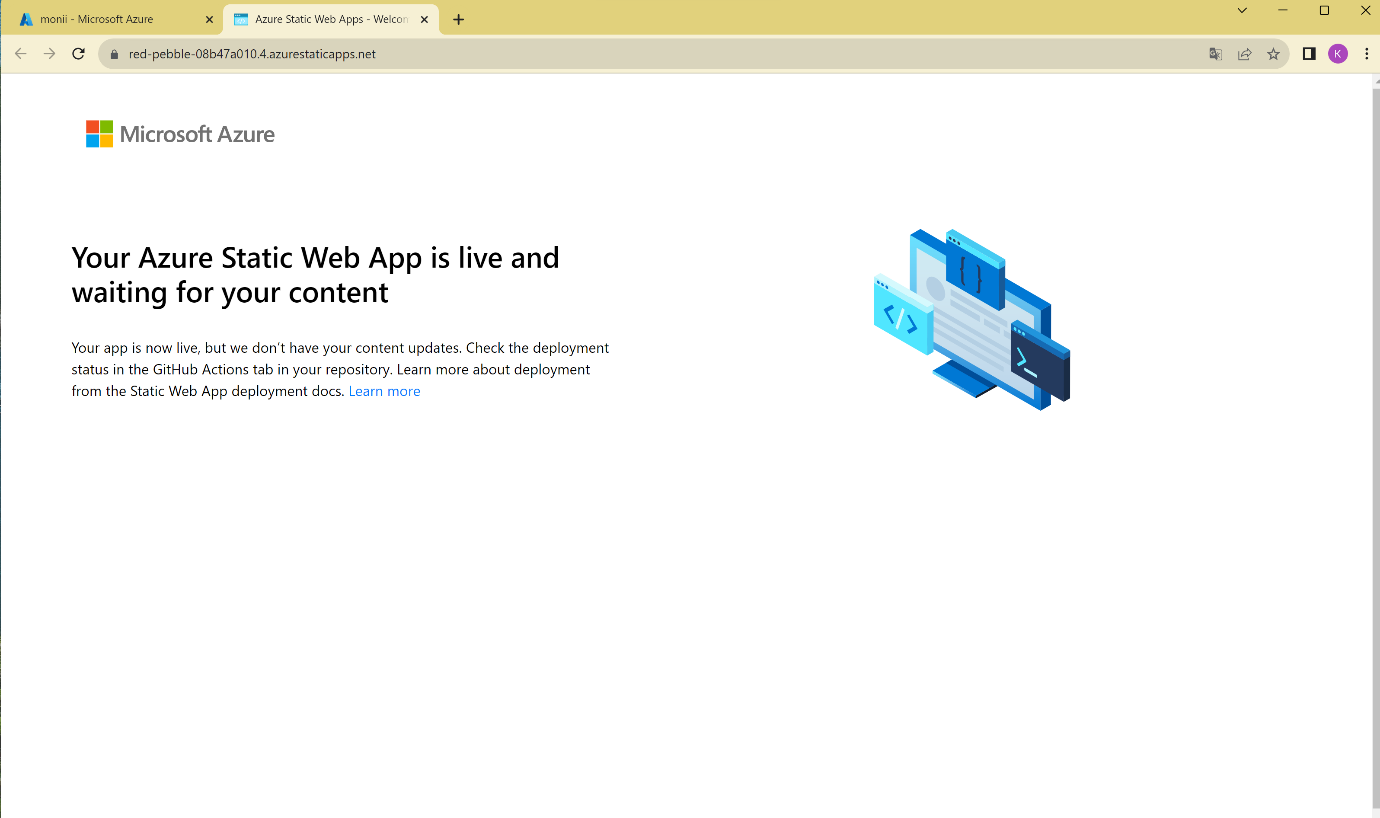 monii - Microsoft Azure
Azure Static Web Apps - Welcon
red-pebble-08b47a010.4.azurestaticapps.net
K
Microsoft Azure
Your Azure Static Web App is live and
waiting for your content
Your app is now live, but we don't have your content updates. Check the deployment
status in the GitHub Actions tab in your repository. Learn more about deployment
from the Static Web App deployment docs. Learn more